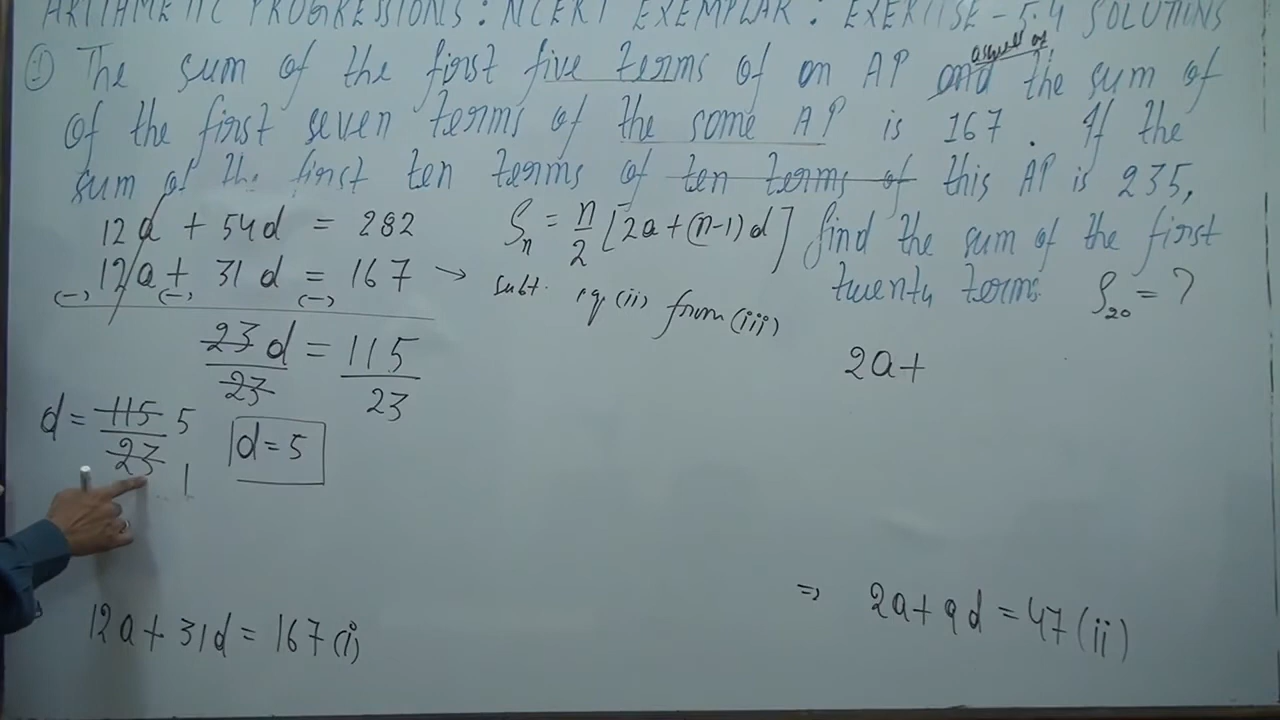 ARITHMETIC PROGRESSIONS : NCERT EXEMPLAR : EXERCISE - 5.4 SOLUTIONS
① The sum of the first five terms of an AP and the sum of
as well as
of the first seven terms of the same AP is 167. If the
sum of the first ten terms of ten terms of this AP is 235,
find the sum of the first
twenty terms. S20 = ?
12a + 54d = 282
12a + 31d = 167 → subt. eq (ii) from (iii)
(-) (-) (-)
Sn = n/2 [2a + (n-1) d]
23d/23 = 115/23
2a +
d = 115/23 5
1
d = 5
12a + 31d = 167 (i)
⇒ 2a + 9d = 47 (ii)